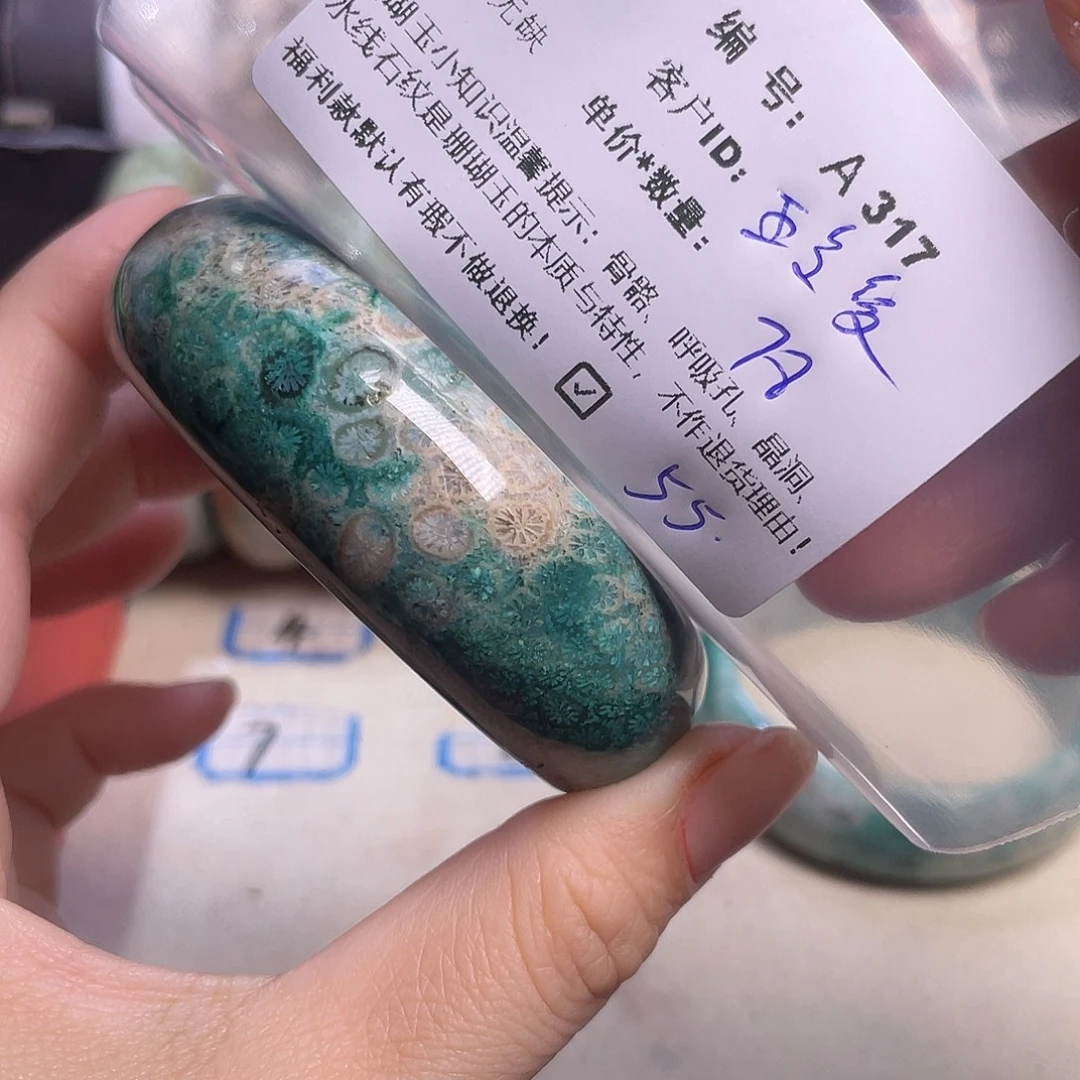 编 号: A 317
客户ID:
单价*数量: 72
无缺
瑚玉小知识温馨提示: 骨骼、呼吸孔、晶洞、
水线石纹是珊瑚玉的本质与特性, 不作退货理由!
福利款默认有瑕不做退换! ☑
55.
4
7